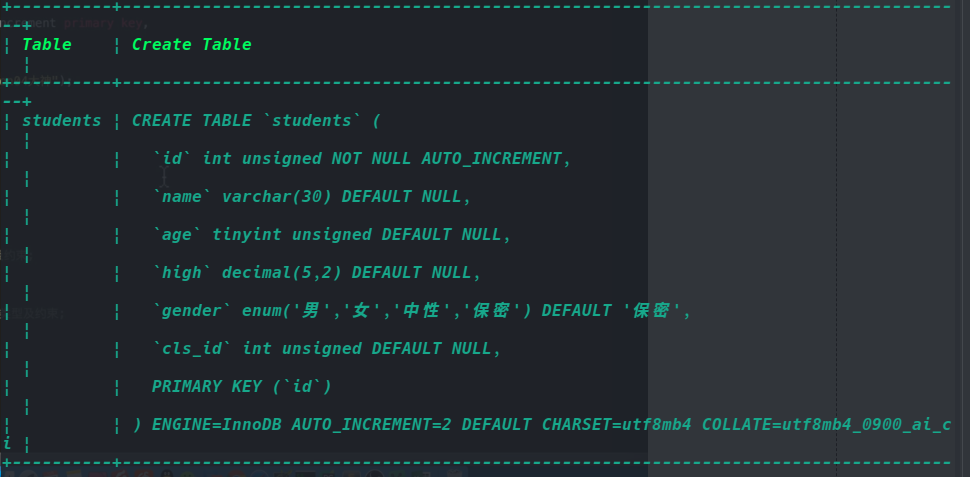 +----------+-----------------------------------------------------------------------------------
--+
¦ Table    ¦ Create Table
  ¦
+----------+-----------------------------------------------------------------------------------
--+
¦ students ¦ CREATE TABLE `students` (
  ¦
¦          ¦   `id` int unsigned NOT NULL AUTO_INCREMENT,
  ¦
¦          ¦   `name` varchar(30) DEFAULT NULL,
  ¦
¦          ¦   `age` tinyint unsigned DEFAULT NULL,
  ¦
¦          ¦   `high` decimal(5,2) DEFAULT NULL,
  ¦
¦          ¦   `gender` enum('男','女','中性','保密') DEFAULT '保密',
  ¦
¦          ¦   `cls_id` int unsigned DEFAULT NULL,
  ¦
¦          ¦   PRIMARY KEY (`id`)
  ¦
¦          ¦ ) ENGINE=InnoDB AUTO_INCREMENT=2 DEFAULT CHARSET=utf8mb4 COLLATE=utf8mb4_0900_ai_c
i ¦
+----------+-----------------------------------------------------------------------------------